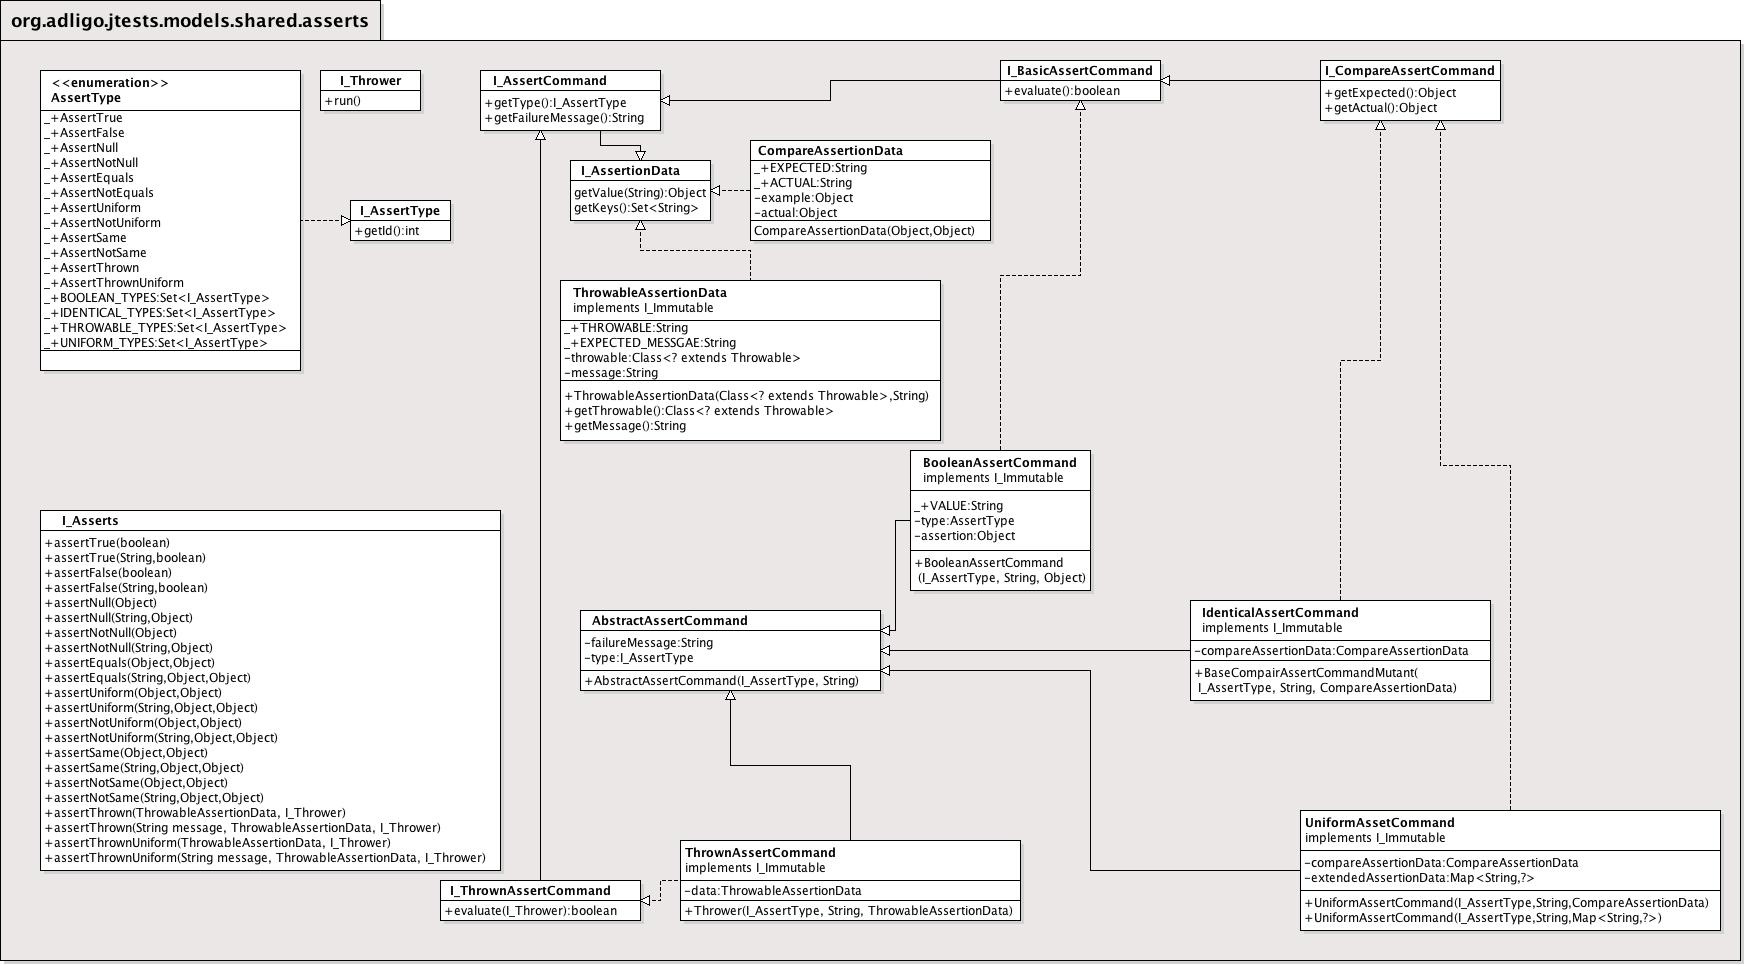 org.adligo.jtests.models.shared.asserts
<<enumeration>>
AssertType
_+AssertTrue
_+AssertFalse
_+AssertNull
_+AssertNotNull
_+AssertEquals
_+AssertNotEquals
_+AssertUniform
_+AssertNotUniform
_+AssertSame
_+AssertNotSame
_+AssertThrown
_+AssertThrownUniform
_+BOOLEAN_TYPES:Set<I_AssertType>
_+IDENTICAL_TYPES:Set<I_AssertType>
_+THROWABLE_TYPES:Set<I_AssertType>
_+UNIFORM_TYPES:Set<I_AssertType>
I_Thrower
+run()
I_AssertType
+getId():int
I_AssertCommand
+getType():I_AssertType
+getFailureMessage():String
I_BasicAssertCommand
+evaluate():boolean
I_CompareAssertCommand
+getExpected():Object
+getActual():Object
I_AssertionData
getValue(String):Object
getKeys():Set<String>
CompareAssertionData
_+EXPECTED:String
_+ACTUAL:String
-example:Object
-actual:Object
CompareAssertionData(Object,Object)
ThrowableAssertionData
implements I_Immutable
_+THROWABLE:String
_+EXPECTED_MESSGAE:String
-throwable:Class<? extends Throwable>
-message:String
+ThrowableAssertionData(Class<? extends Throwable>,String)
+getThrowable():Class<? extends Throwable>
+getMessage():String
BooleanAssertCommand
implements I_Immutable
_+VALUE:String
-type:AssertType
-assertion:Object
+BooleanAssertCommand
(I_AssertType, String, Object)
I_Asserts
+assertTrue(boolean)
+assertTrue(String,boolean)
+assertFalse(boolean)
+assertFalse(String,boolean)
+assertNull(Object)
+assertNull(String,Object)
+assertNotNull(Object)
+assertNotNull(String,Object)
+assertEquals(Object,Object)
+assertEquals(String,Object,Object)
+assertUniform(Object,Object)
+assertUniform(String,Object,Object)
+assertNotUniform(Object,Object)
+assertNotUniform(String,Object,Object)
+assertSame(Object,Object)
+assertSame(String,Object,Object)
+assertNotSame(Object,Object)
+assertNotSame(String,Object,Object)
+assertThrown(ThrowableAssertionData, I_Thrower)
+assertThrown(String message, ThrowableAssertionData, I_Thrower)
+assertThrownUniform(ThrowableAssertionData, I_Thrower)
+assertThrownUniform(String message, ThrowableAssertionData, I_Thrower)
AbstractAssertCommand
-failureMessage:String
-type:I_AssertType
+AbstractAssertCommand(I_AssertType, String)
IdenticalAssertCommand
implements I_Immutable
-compareAssertionData:CompareAssertionData
+BaseCompairAssertCommandMutant(
I_AssertType, String, CompareAssertionData)
UniformAssetCommand
implements I_Immutable
-compareAssertionData:CompareAssertionData
-extendedAssertionData:Map<String,?>
+UniformAssertCommand(I_AssertType,String,CompareAssertionData)
+UniformAssertCommand(I_AssertType,String,Map<String,?>)
ThrownAssertCommand
implements I_Immutable
-data:ThrowableAssertionData
+Thrower(I_AssertType, String, ThrowableAssertionData)
I_ThrownAssertCommand
+evaluate(I_Thrower):boolean